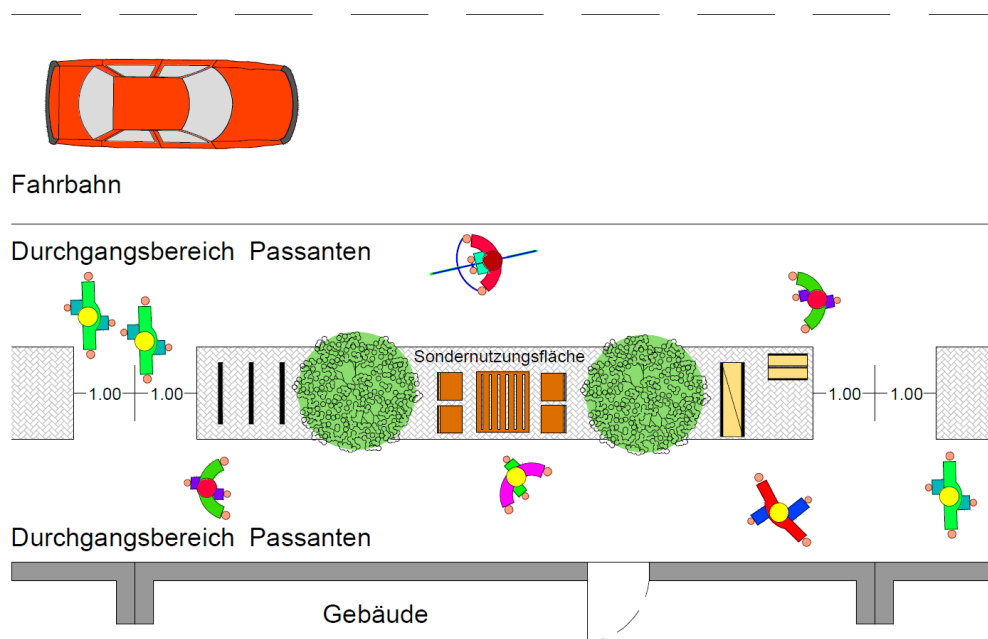 Fahrbahn
Durchgangsbereich Passanten
Sondernutzungsfläche
1.00 1.00 1.00 1.00
Durchgangsbereich Passanten
Gebäude